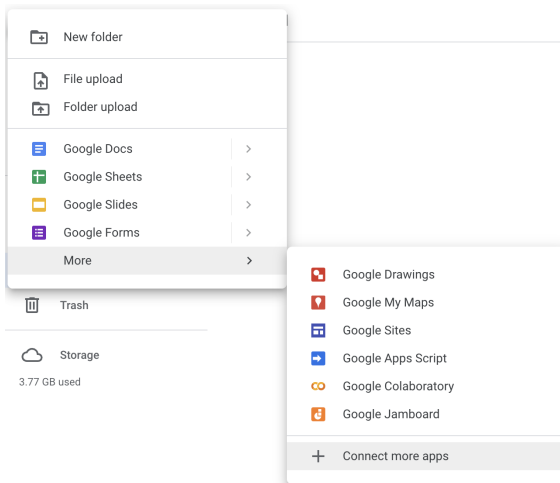 New folder
File upload
Folder upload
Google Docs
Google Sheets
Google Slides
Google Forms
More
Trash
Storage
3.77 GB used
Google Drawings
Google My Maps
Google Sites
Google Apps Script
Google Colaboratory
Google Jamboard
Connect more apps